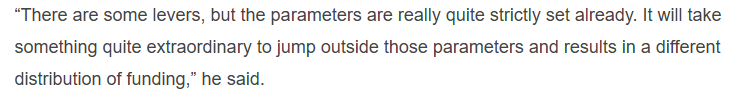 “There are some levers, but the parameters are really quite strictly set already. It will take
something quite extraordinary to jump outside those parameters and results in a different
distribution of funding,” he said.